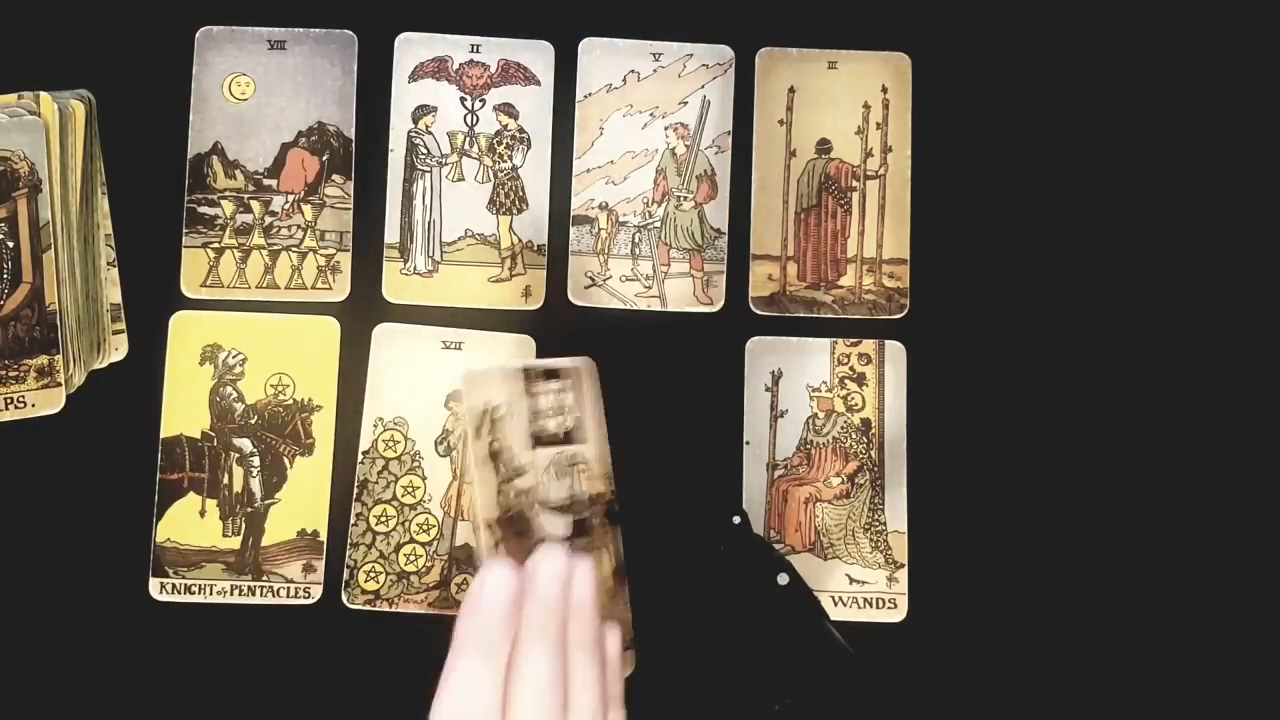 VIII
II
V
III
PS.
VII
KNIGHT of PENTACLES.
WANDS